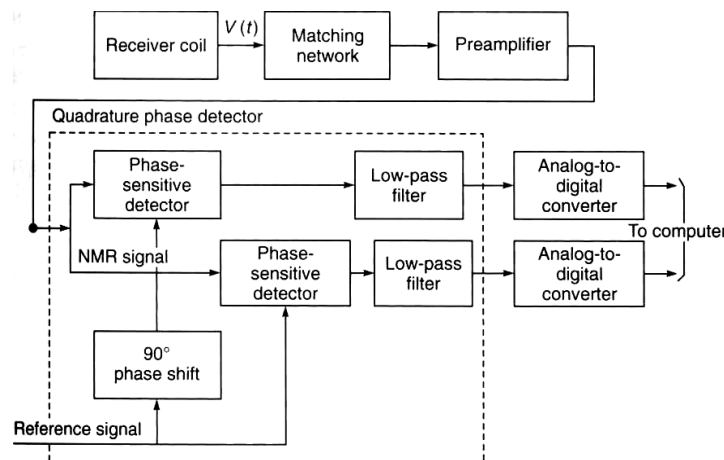 Receiver coil
V(t)
Matching
network
Preamplifier
Quadrature phase detector
Phase-
sensitive
detector
Low-pass
filter
Analog-to-
digital
converter
To computer
NMR signal
Phase-
sensitive
detector
Low-pass
filter
Analog-to-
digital
converter
90°
phase shift
Reference signal